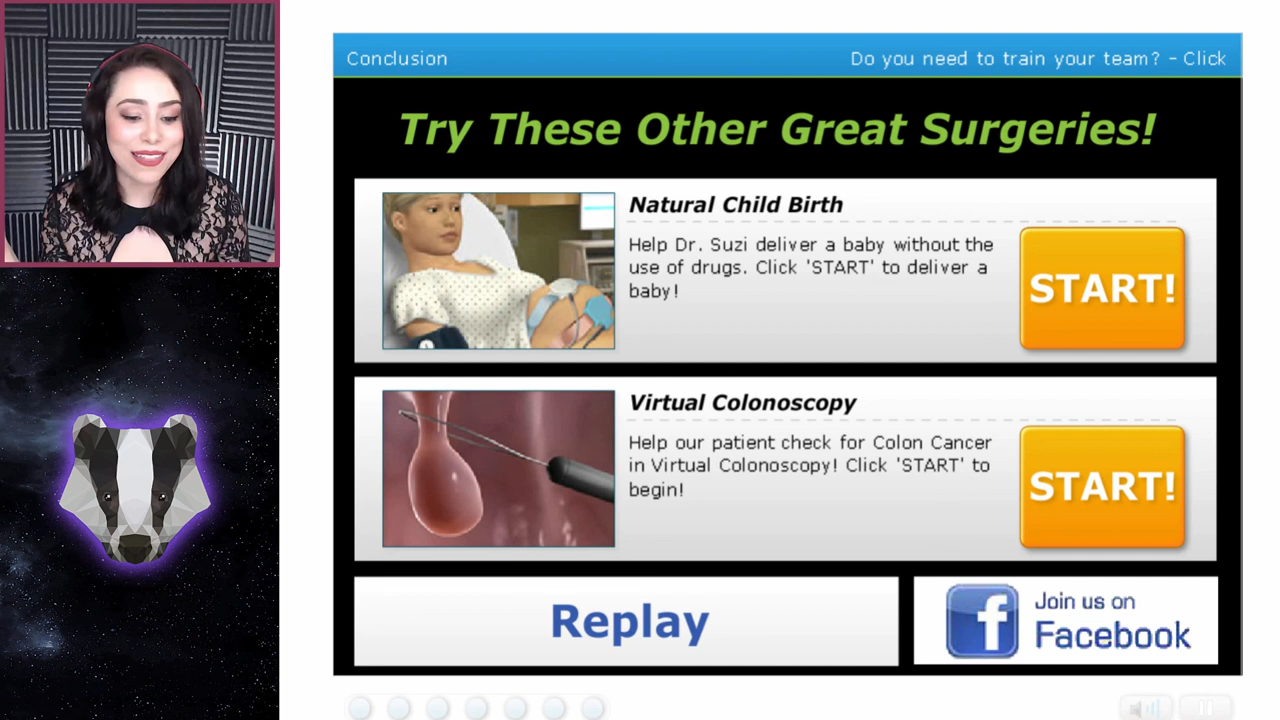 Conclusion
Do you need to train your team? - Click
Try These Other Great Surgeries!
Natural Child Birth
Help Dr. Suzi deliver a baby without the
use of drugs. Click 'START' to deliver a
baby!
START!
Virtual Colonoscopy
Help our patient check for Colon Cancer
in Virtual Colonoscopy! Click 'START' to
begin!
START!
Replay
f
Join us on
Facebook